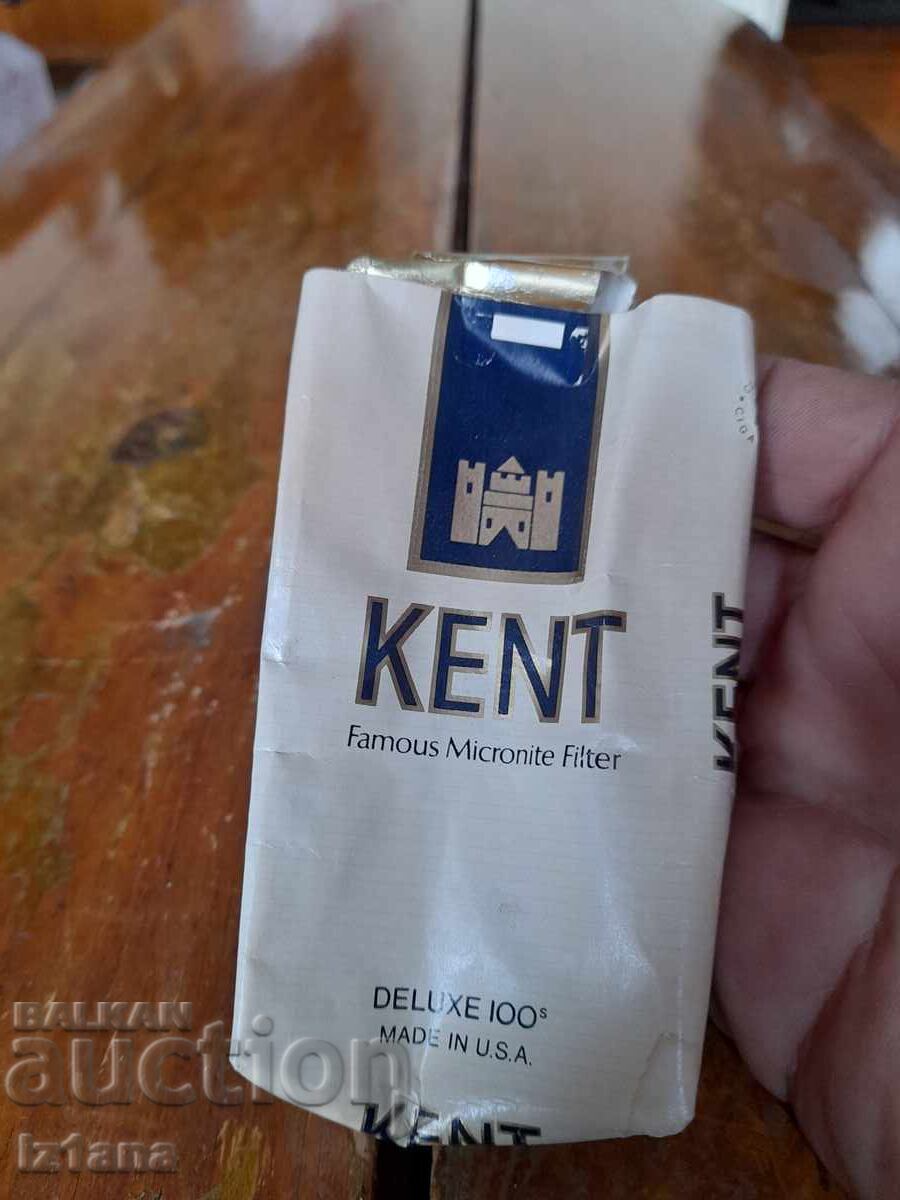 KENT
Famous Micronite Filter
DELUXE 100s
MADE IN U.S.A.
KENT
KENT
BALKAN
auction
iz1ana